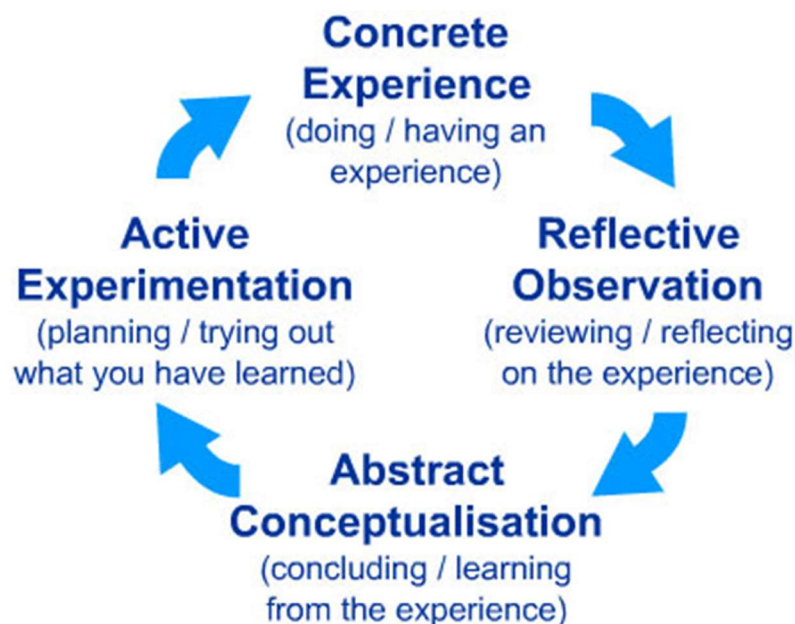 Concrete
Experience
(doing / having an
experience)
Active
Experimentation
(planning / trying out
what you have learned)
Reflective
Observation
(reviewing / reflecting
on the experience)
Abstract
Conceptualisation
(concluding / learning
from the experience)